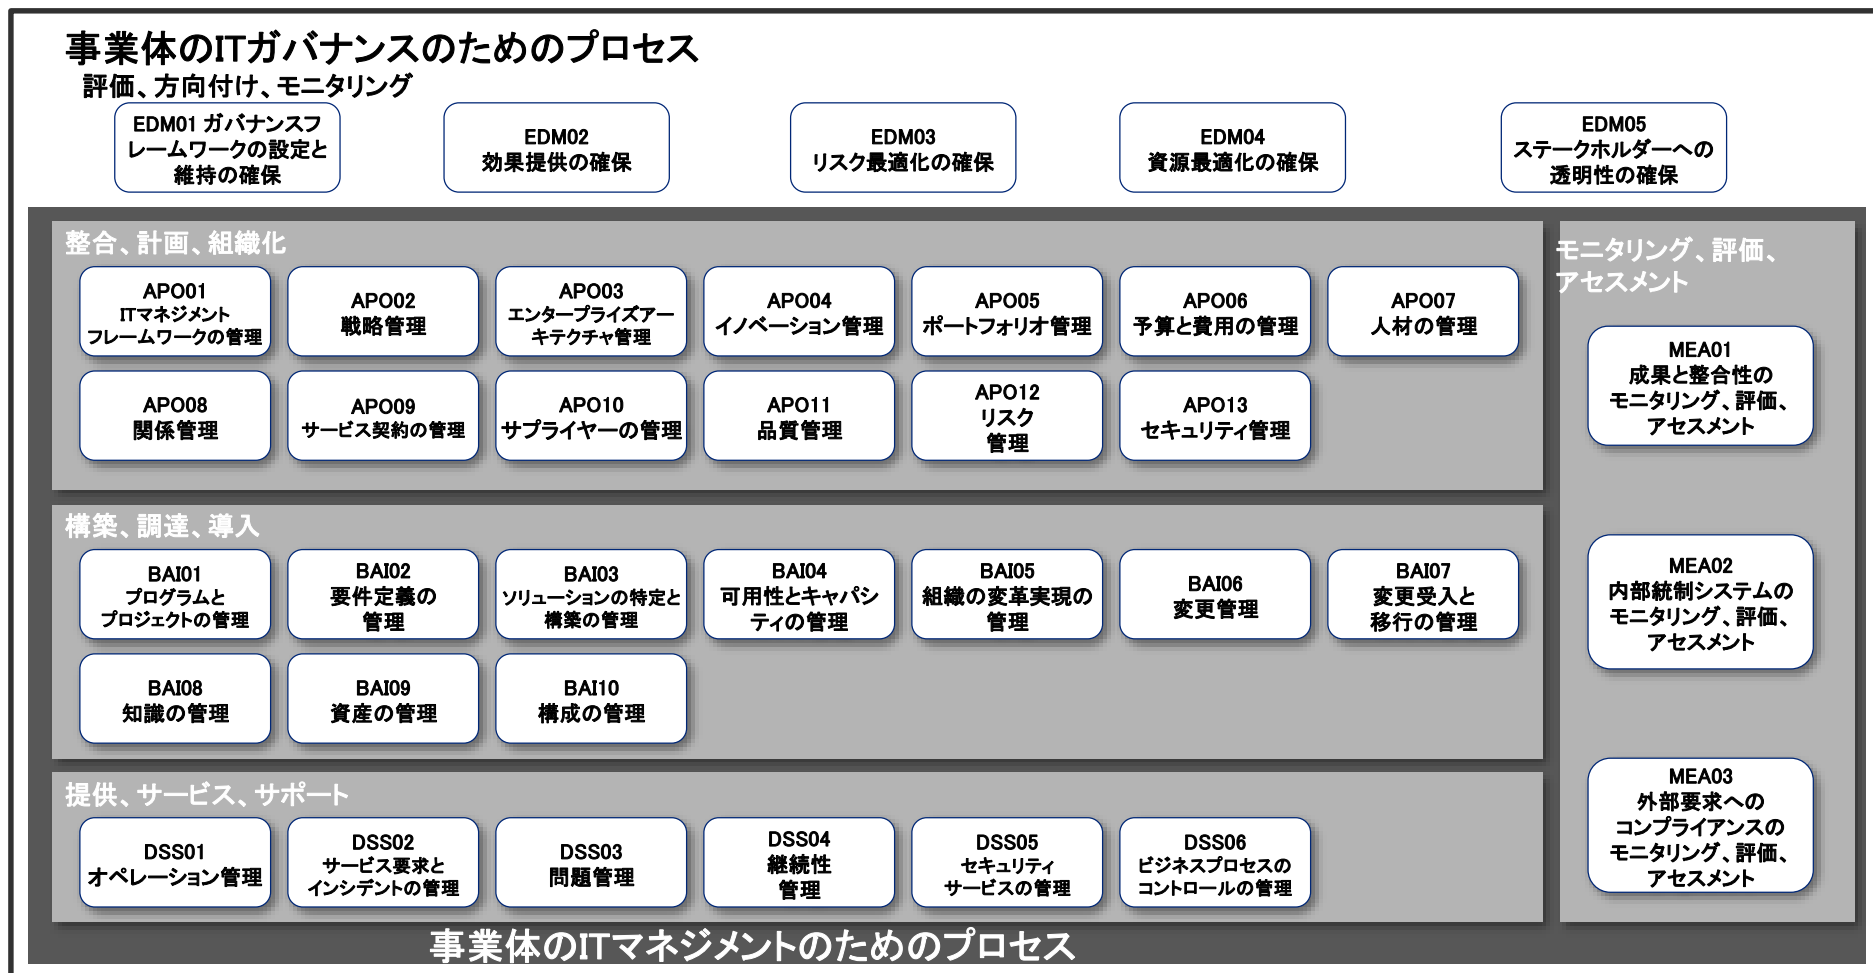 事業体のITガバナンスのためのプロセス
評価、方向付け、モニタリング
EDM01 ガバナンスフ
レームワークの設定と
維持の確保
EDM02
効果提供の確保
EDM03
リスク最適化の確保
EDM04
資源最適化の確保
EDM05
ステークホルダーへの
透明性の確保
整合、計画、組織化
APO01
ITマネジメント
フレームワークの管理
APO02
戦略管理
APO03
エンタープライズアー
キテクチャ管理
APO04
イノベーション管理
APO05
ポートフォリオ管理
APO06
予算と費用の管理
APO07
人材の管理
APO08
関係管理
APO09
サービス契約の管理
APO10
サプライヤーの管理
APO11
品質管理
APO12
リスク
管理
APO13
セキュリティ管理
構築、調達、導入
BAI01
プログラムと
プロジェクトの管理
BAI02
要件定義の
管理
BAI03
ソリューションの特定と
構築の管理
BAI04
可用性とキャパシ
ティの管理
BAI05
組織の変革実現の
管理
BAI06
変更管理
BAI07
変更受入と
移行の管理
BAI08
知識の管理
BAI09
資産の管理
BAI10
構成の管理
提供、サービス、サポート
DSS01
オペレーション管理
DSS02
サービス要求と
インシデントの管理
DSS03
問題管理
DSS04
継続性
管理
DSS05
セキュリティ
サービスの管理
DSS06
ビジネスプロセスの
コントロールの管理
モニタリング、評価、
アセスメント
MEA01
成果と整合性の
モニタリング、評価、
アセスメント
MEA02
内部統制システムの
モニタリング、評価、
アセスメント
MEA03
外部要求への
コンプライアンスの
モニタリング、評価、
アセスメント
事業体のITマネジメントのためのプロセス